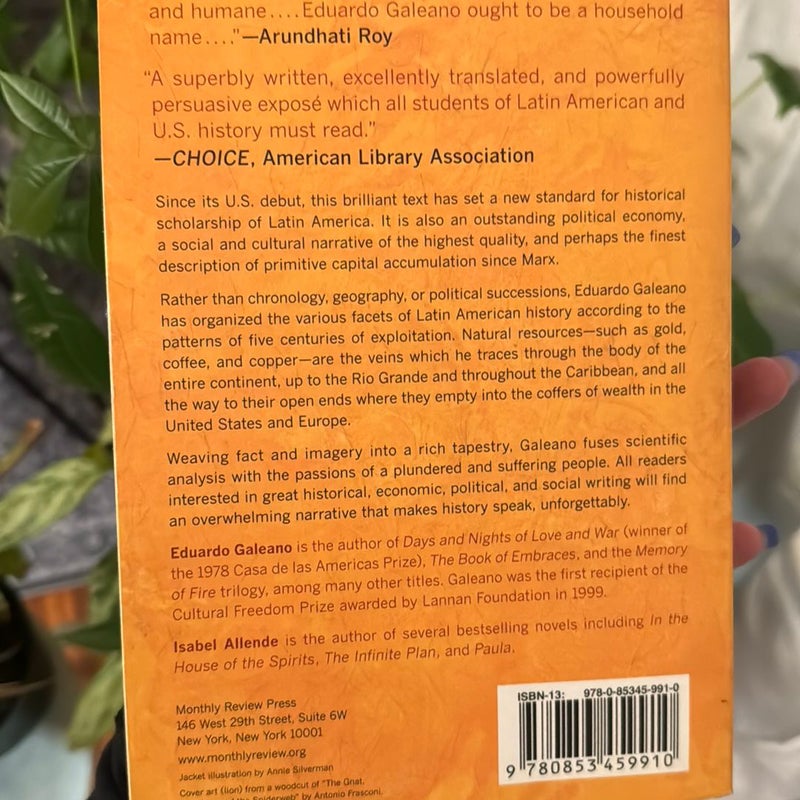 and humane....Eduardo Galeano ought to be a household
name...."—Arundhati Roy
"A superbly written, excellently translated, and powerfully
persuasive exposé which all students of Latin American and
U.S. history must read."
—CHOICE, American Library Association
Since its U.S. debut, this brilliant text has set a new standard for historical
scholarship of Latin America. It is also an outstanding political economy,
a social and cultural narrative of the highest quality, and perhaps the finest
description of primitive capital accumulation since Marx.
Rather than chronology, geography, or political successions, Eduardo Galeano
has organized the various facets of Latin American history according to the
patterns of five centuries of exploitation. Natural resources—such as gold,
coffee, and copper—are the veins which he traces through the body of the
entire continent, up to the Rio Grande and throughout the Caribbean, and all
the way to their open ends where they empty into the coffers of wealth in the
United States and Europe.
Weaving fact and imagery into a rich tapestry, Galeano fuses scientific
analysis with the passions of a plundered and suffering people. All readers
interested in great historical, economic, political, and social writing will find
an overwhelming narrative that makes history speak, unforgettably.
Eduardo Galeano is the author of Days and Nights of Love and War (winner of
the 1978 Casa de las Americas Prize), The Book of Embraces, and the Memory
of Fire trilogy, among many other titles. Galeano was the first recipient of the
Cultural Freedom Prize awarded by Lannan Foundation in 1999.
Isabel Allende is the author of several bestselling novels including In the
House of the Spirits, The Infinite Plan, and Paula.
Monthly Review Press
146 West 29th Street, Suite 6W
New York, New York 10001
www.monthlyreview.org
Jacket illustration by Annie Silverman
Cover art (lion) from a woodcut of "The Gnat,
of the Spiderweb" by Antonio Frasconi.
ISBN-13: 978-0-85345-991-0
9 780853 459910